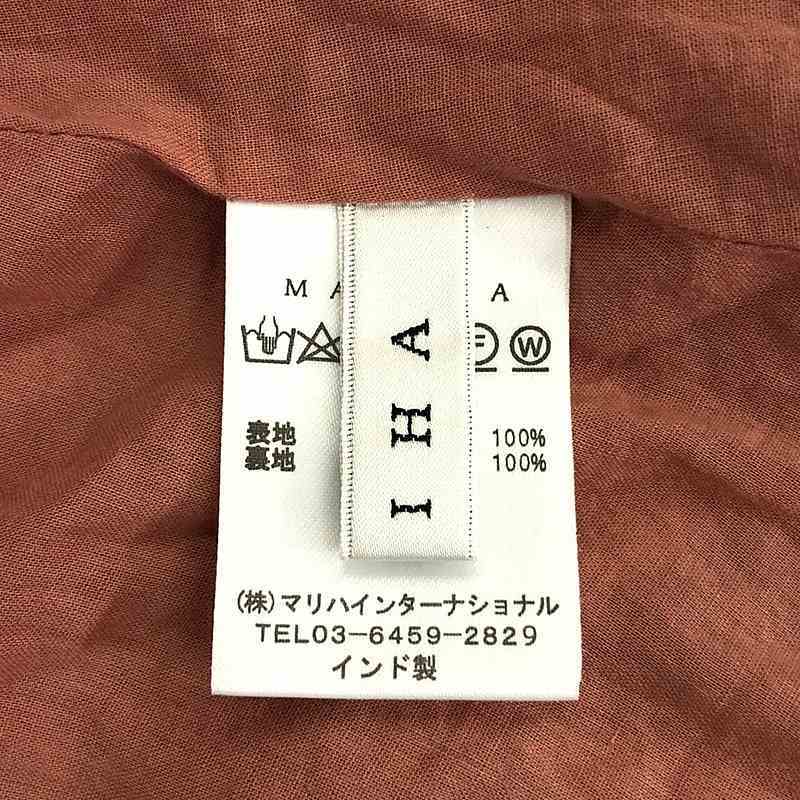 M A A
I H A
F W
表地 100%
裏地 100%
(株)マリハインターナショナル
TEL03-6459-2829
インド製